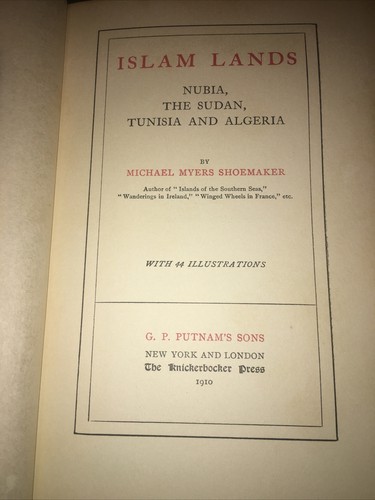 ISLAM LANDS
NUBIA,
THE SUDAN,
TUNISIA AND ALGERIA
BY
MICHAEL MYERS SHOEMAKER
Author of "Islands of the Southern Seas,"
"Wanderings in Ireland," "Winged Wheels in France," etc.
WITH 44 ILLUSTRATIONS
G. P. PUTNAM'S SONS
NEW YORK AND LONDON
The Knickerbocker Press
1910